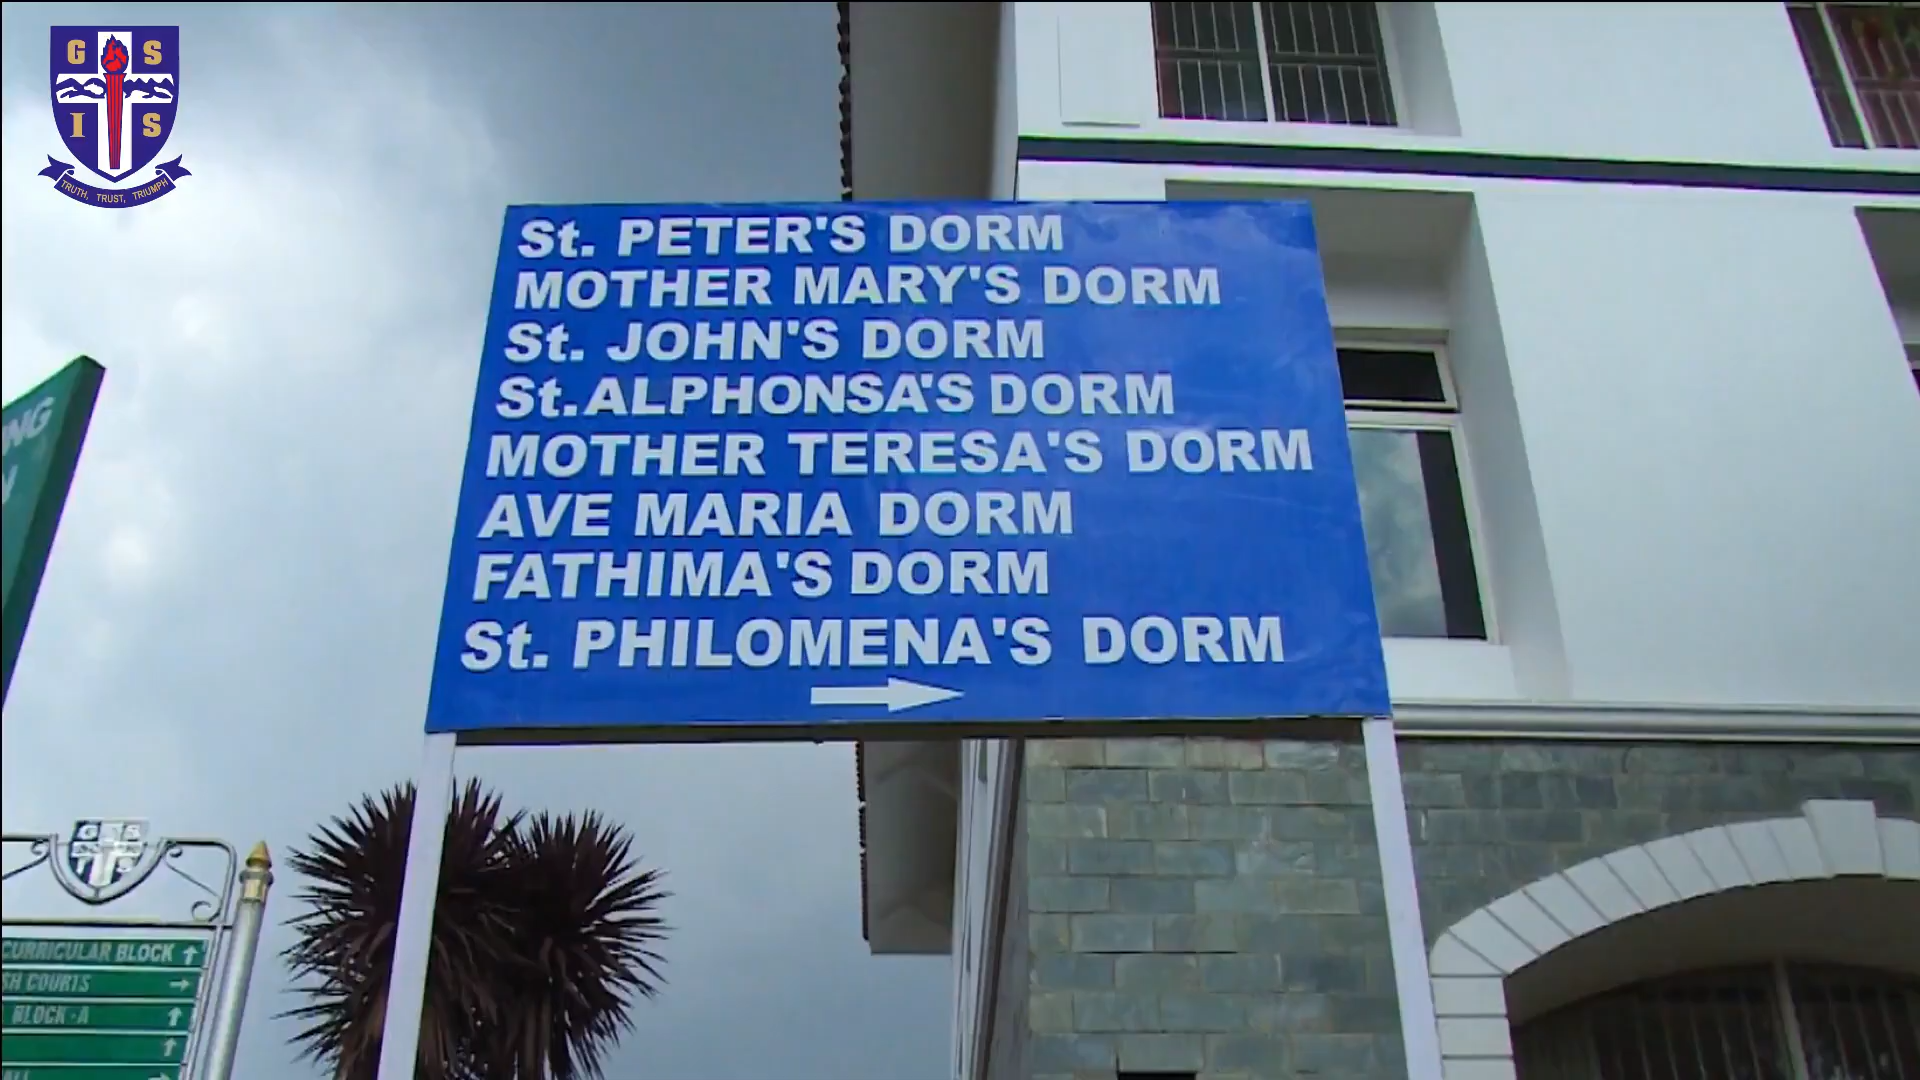 G S
I S
TRUTH, TRUST, TRIUMPH
St. PETER'S DORM
MOTHER MARY'S DORM
St. JOHN'S DORM
St. ALPHONSA'S DORM
MOTHER TERESA'S DORM
AVE MARIA DORM
FATHIMA'S DORM
St. PHILOMENA'S DORM
CURRICULAR BLOCK
COURTS
BLOCK-A